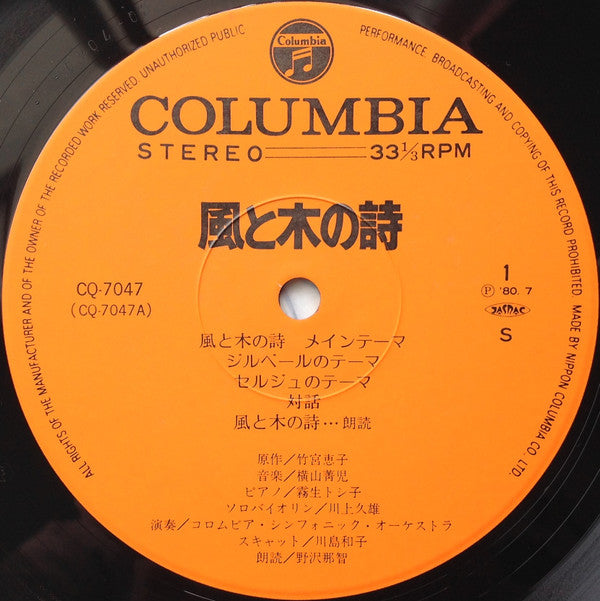 ALL RIGHTS OF THE MANUFACTURER AND OF THE OWNER OF THE RECORDED WORK RESERVED. UNAUTHORIZED PUBLIC PERFORMANCE, BROADCASTING AND COPYING OF THIS RECORD PROHIBITED. MADE BY NIPPON COLUMBIA CO., LTD.
Columbia
COLUMBIA
STEREO 33⅓RPM
風と木の詩
CQ-7047
(CQ-7047A)
1
Ⓟ '80. 7
JASRAC
S
風と木の詩 メインテーマ
ジルベールのテーマ
セルジュのテーマ
対話
風と木の詩…朗読
原作/竹宮恵子
音楽/横山菁児
ピアノ/霧生トシ子
ソロバイオリン/川上久雄
演奏/コロムビア・シンフォニック・オーケストラ
スキャット/川島和子
朗読/野沢那智